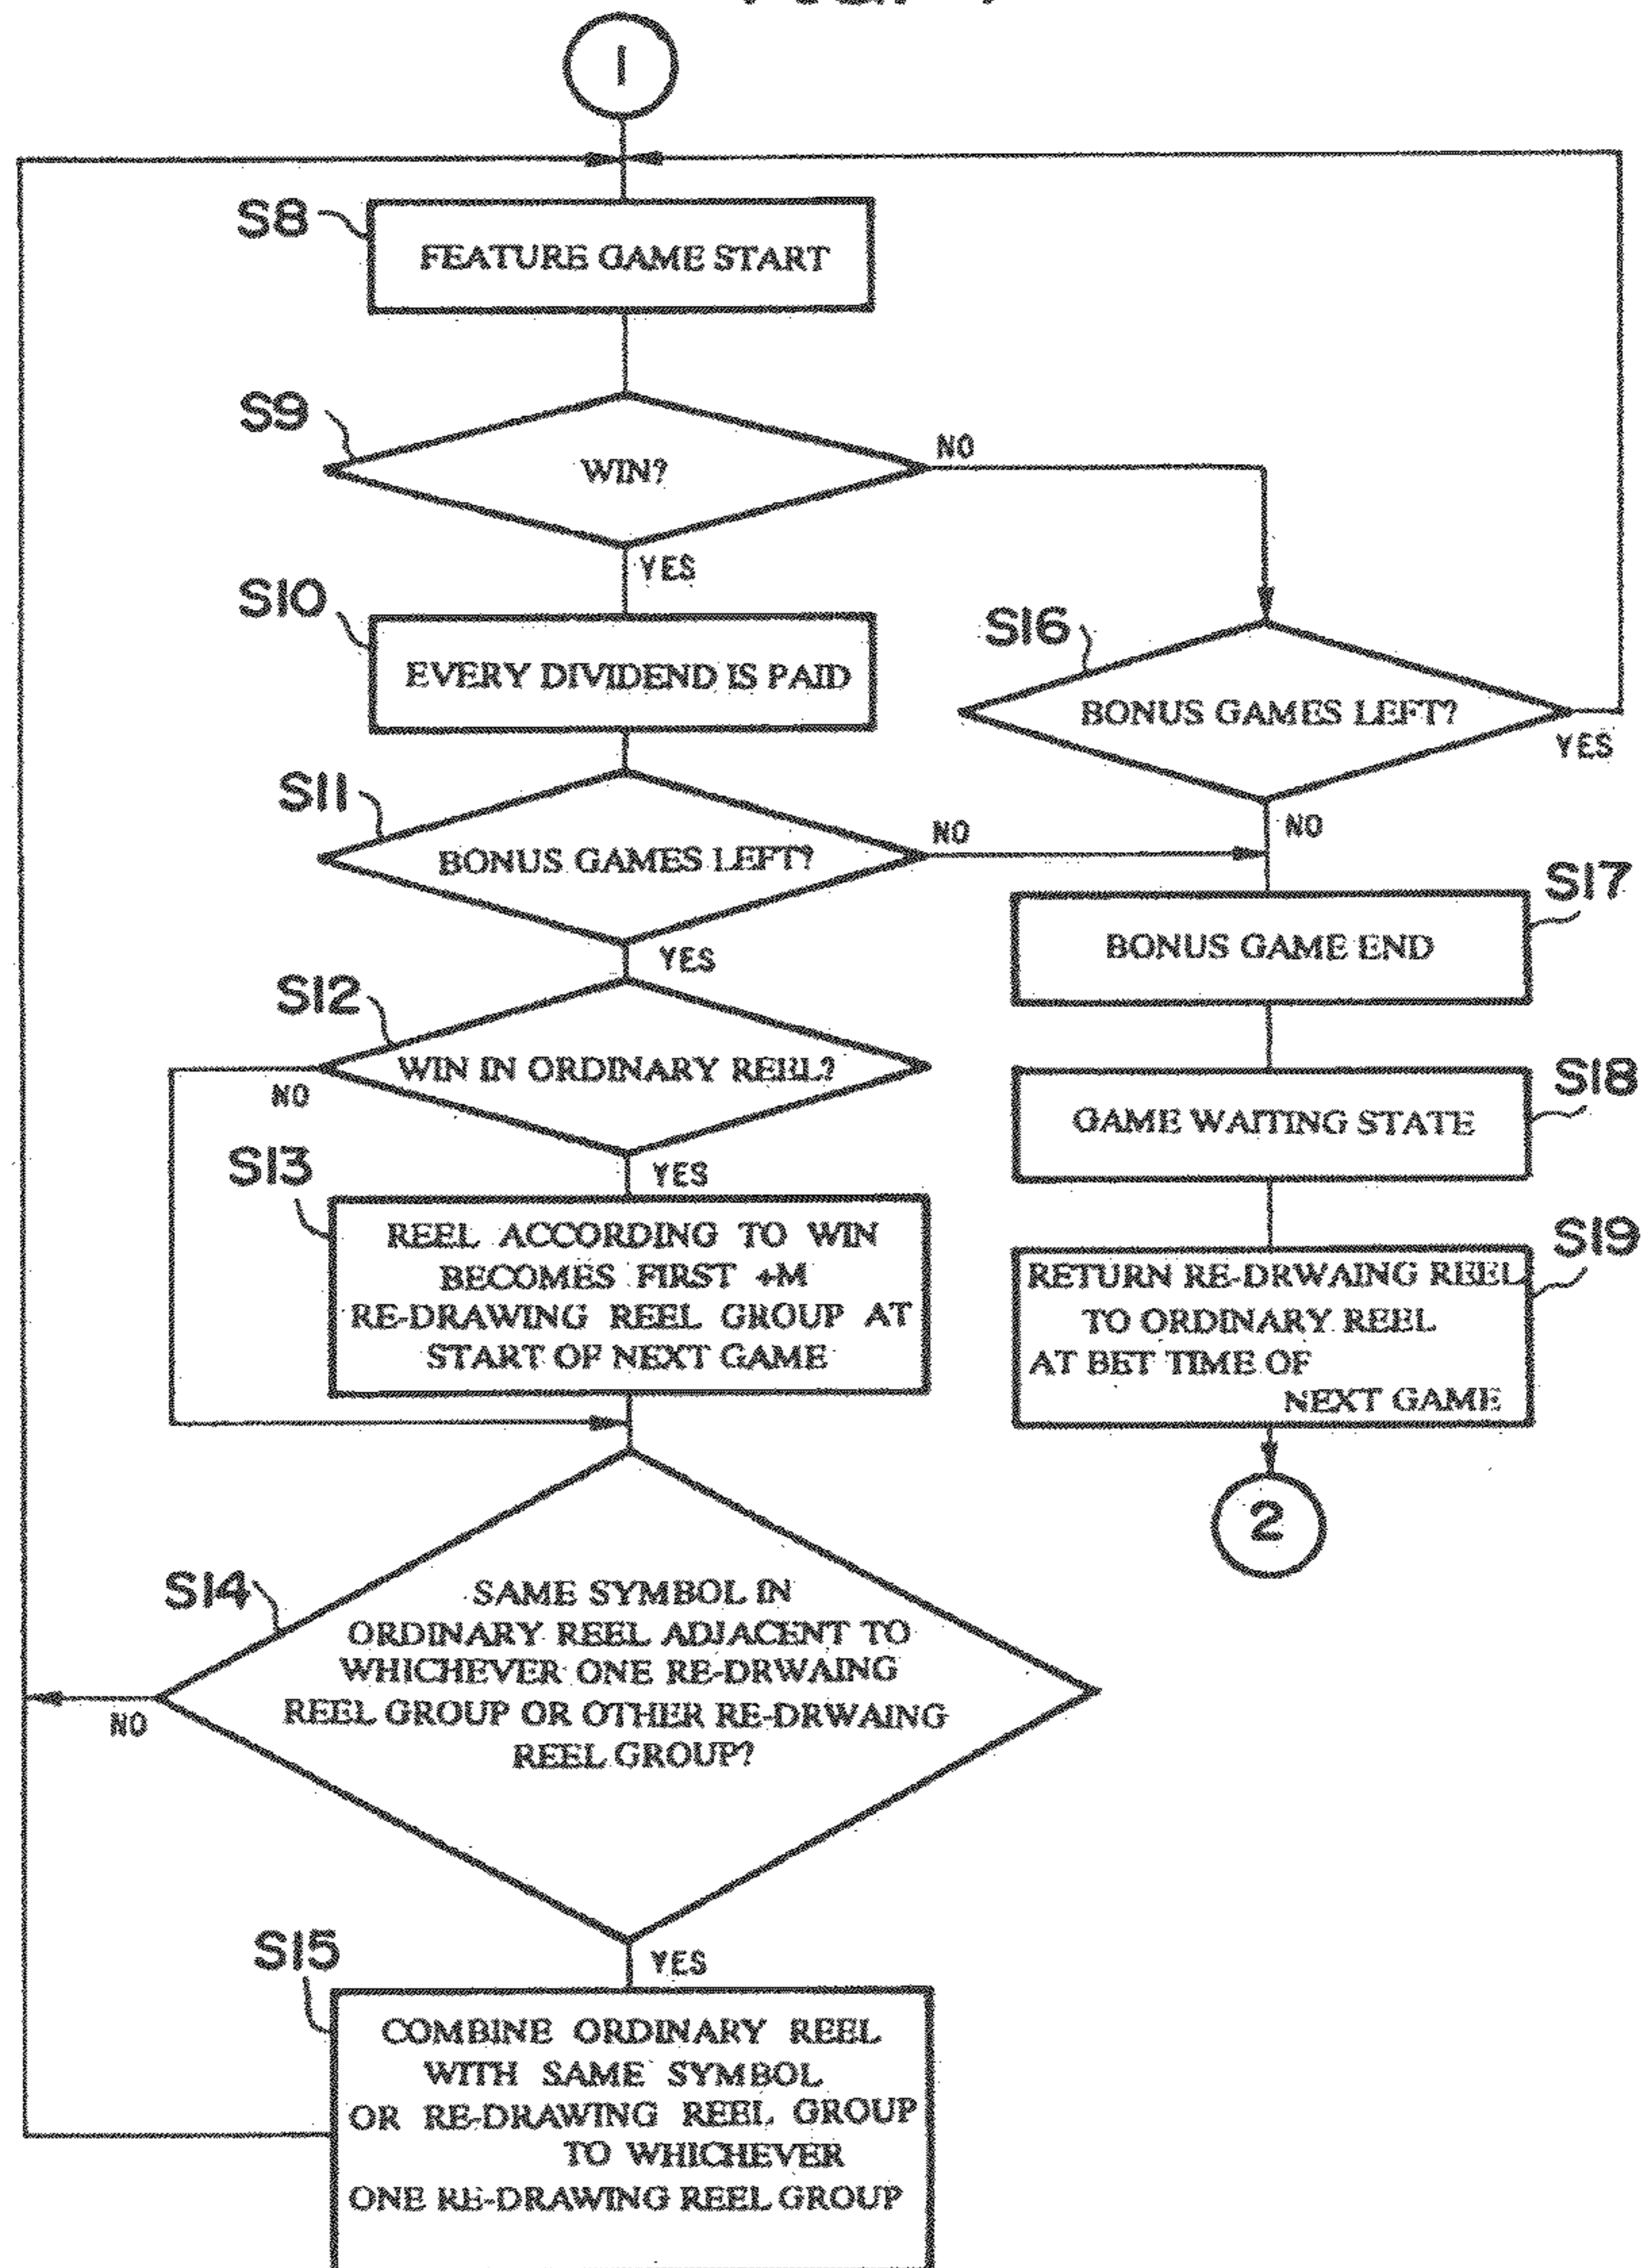 1
S8
FEATURE GAME START
S9
WIN?
NO
YES
S10
EVERY DIVIDEND IS PAID
S16
BONUS GAMES LEFT?
YES
NO
S11
BONUS GAMES LEFT?
NO
YES
S17
BONUS GAME END
S12
WIN IN ORDINARY REEL?
NO
YES
S18
GAME WAITING STATE
S13
REEL ACCORDING TO WIN
BECOMES FIRST +M
RE-DRAWING REEL GROUP AT
START OF NEXT GAME
S19
RETURN RE-DRWAING REEL
TO ORDINARY REEL
AT BET TIME OF
NEXT GAME
2
S14
SAME SYMBOL IN
ORDINARY REEL ADJACENT TO
WHICHEVER ONE RE-DRWAING
REEL GROUP OR OTHER RE-DRWAING
REEL GROUP?
NO
YES
S15
COMBINE ORDINARY REEL
WITH SAME SYMBOL
OR RE-DRAWING REEL GROUP
TO WHICHEVER
ONE RE-DRAWING REEL GROUP